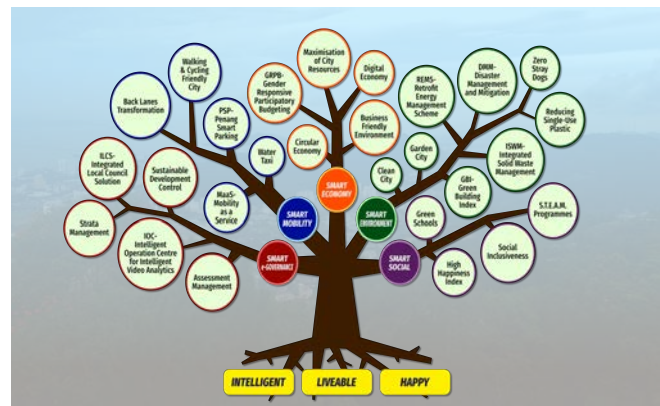 Walking
& Cycling
Friendly
City
Back Lanes
Transformation
PSP-
Penang
Smart
Parking
Water
Taxi
MaaS-
Mobility
as a
Service
SMART
MOBILITY
GRPB-
Gender
Responsive
Participatory
Budgeting
Maximisation
of City
Resources
Digital
Economy
Business
Friendly
Environment
Circular
Economy
SMART
ECONOMY
REMS-
Retrofit
Energy
Management
Scheme
DMM-
Disaster
Management
and Mitigation
Zero
Stray
Dogs
Reducing
Single-Use
Plastic
ISWM-
Integrated
Solid Waste
Management
Garden
City
Clean
City
GBI-
Green
Building
Index
SMART
ENVIRONMENT
ILCS-
Integrated
Local Council
Solution
Sustainable
Development
Control
Strata
Management
IOC-
Intelligent
Operation Centre
for Intelligent
Video Analytics
Assessment
Management
SMART
e-GOVERNANCE
Green
Schools
S.T.E.A.M.
Programmes
Social
Inclusiveness
High
Happiness
Index
SMART
SOCIAL
INTELLIGENT
LIVEABLE
HAPPY